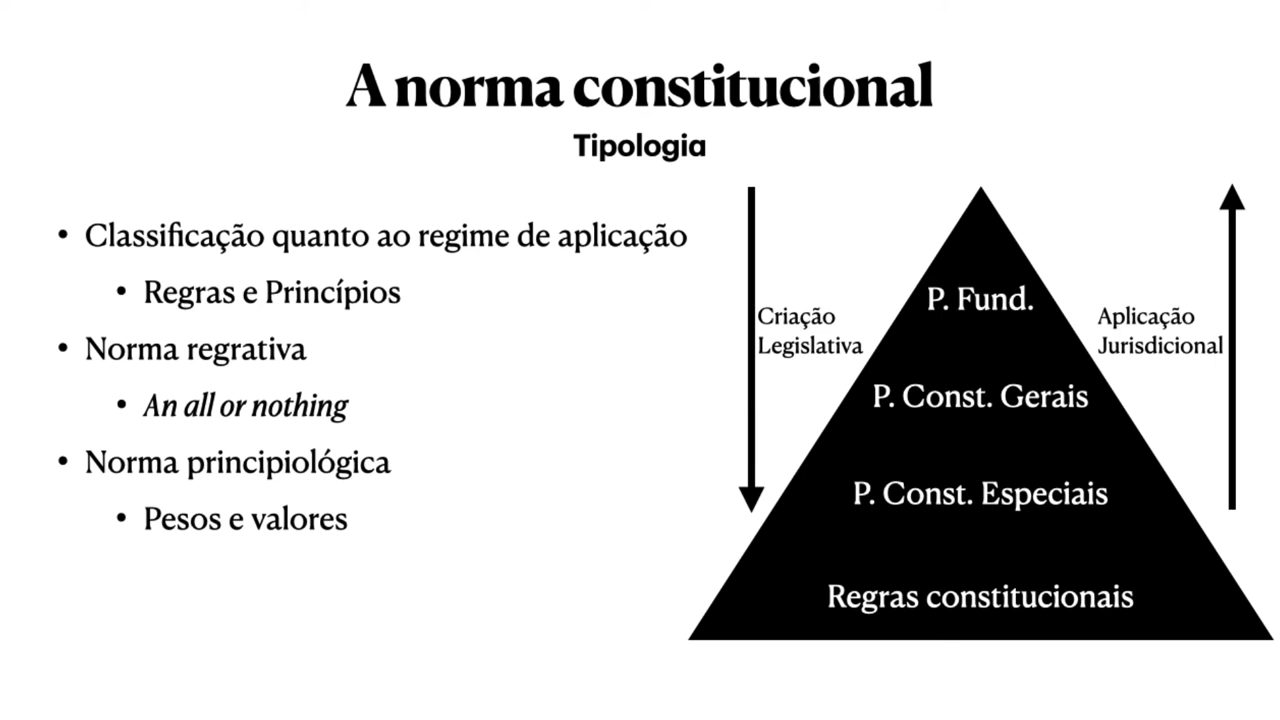 A norma constitucional
Tipologia
• Classificação quanto ao regime de aplicação
• Regras e Princípios
• Norma regrativa
• An all or nothing
• Norma principiológica
• Pesos e valores
Criação
Legislativa
P. Fund.
P. Const. Gerais
P. Const. Especiais
Regras constitucionais
Aplicação
Jurisdicional